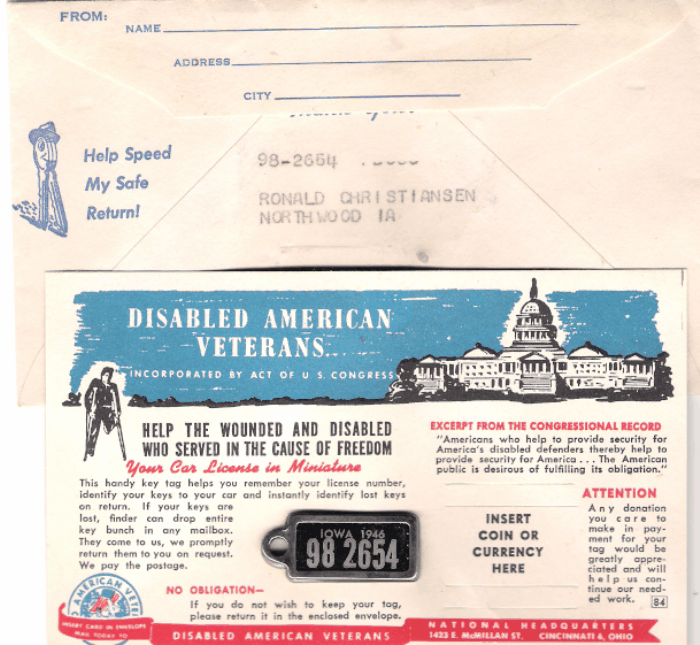 FROM:
NAME
ADDRESS
CITY
Help Speed
My Safe
Return!
98-2664
RONALD CHRISTIANSEN
NORTHWOOD IA
DISABLED AMERICAN
VETERANS
INCORPORATED BY ACT OF U S. CONGRESS
HELP THE WOUNDED AND DISABLED
WHO SERVED IN THE CAUSE OF FREEDOM
Your Car License in Miniature
This handy key tag helps you remember your license number,
identify your keys to your car and instantly identify lost keys
on return. If your keys are
lost, finder can drop entire
key bunch in any mailbox.
They come to us, we promptly
return them to you on request.
We pay the postage.
IOWA 1946
98 2654
NO OBLIGATION—
If you do not wish to keep your tag,
please return it in the enclosed envelope.
EXCERPT FROM THE CONGRESSIONAL RECORD
"Americans who help to provide security for
America's disabled defenders thereby help to
provide security for America . . . The American
public is desirous of fulfilling its obligation."
INSERT
COIN OR
CURRENCY
HERE
ATTENTION
Any donation
you care to
make in pay-
ment for your
tag would be
greatly appre-
ciated and will
help us con-
tinue our need-
ed work.
84
AMERICAN VETE
INSERT CARD IN ENVELOPE
MAIL TODAY TO
DISABLED AMERICAN VETERANS
NATIONAL HEADQUARTERS
1423 E. McMILLAN ST. CINCINNATI 6, OHIO